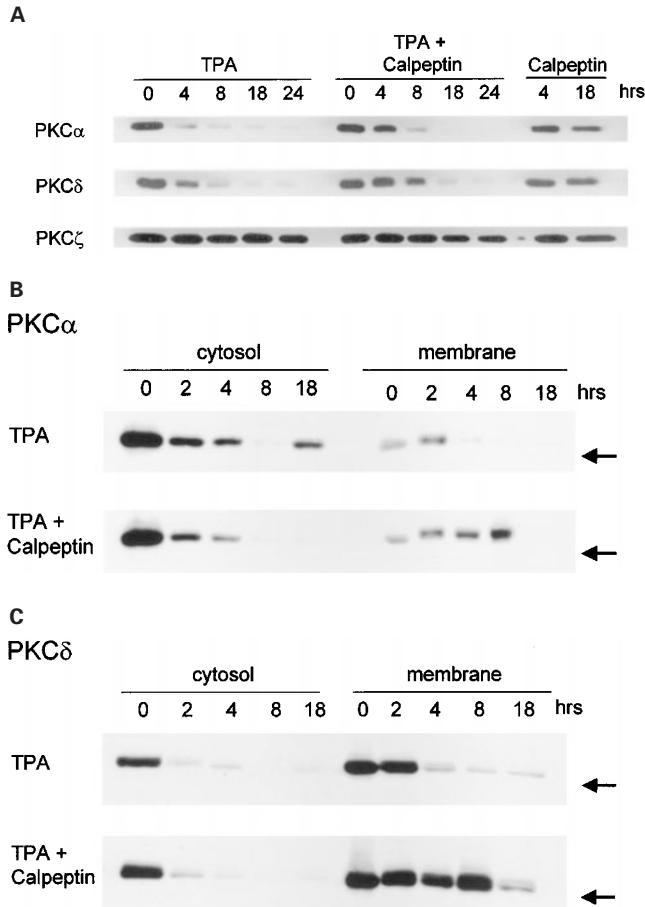 A
TPA
TPA +
Calpeptin
Calpeptin
0 4 8 18 24 0 4 8 18 24 4 18 hrs
PKCα
PKCδ
PKCζ
B
PKCα
cytosol membrane
0 2 4 8 18 0 2 4 8 18 hrs
TPA
TPA +
Calpeptin
C
PKCδ
cytosol membrane
0 2 4 8 18 0 2 4 8 18 hrs
TPA
TPA +
Calpeptin